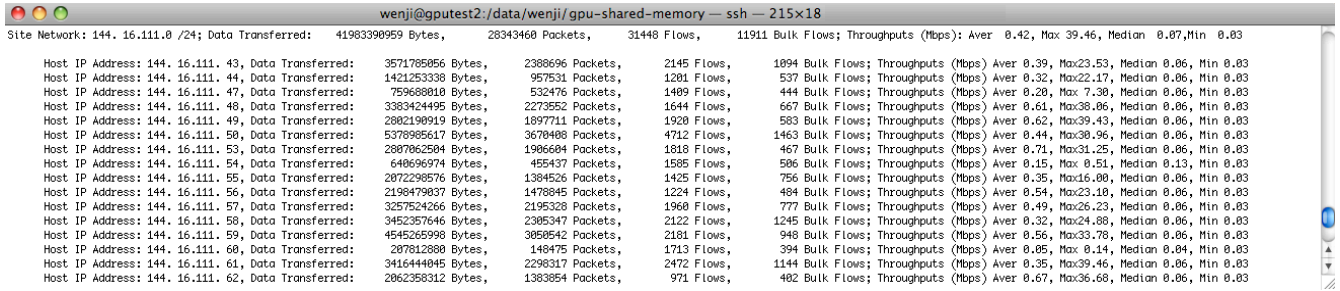 wenji@gputest2:/data/wenji/gpu-shared-memory — ssh — 215×18
Site Network: 144. 16.111.0 /24; Data Transferred: 41983390959 Bytes, 28343460 Packets, 31448 Flows, 11911 Bulk Flows; Throughputs (Mbps): Aver 0.42, Max 39.46, Median 0.07,Min 0.03
Host IP Address: 144. 16.111. 43, Data Transferred: 3571785056 Bytes, 2388696 Packets, 2145 Flows, 1094 Bulk Flows; Throughputs (Mbps) Aver 0.39, Max23.53, Median 0.06, Min 0.03
Host IP Address: 144. 16.111. 44, Data Transferred: 1421253338 Bytes, 957531 Packets, 1201 Flows, 537 Bulk Flows; Throughputs (Mbps) Aver 0.32, Max22.17, Median 0.06, Min 0.03
Host IP Address: 144. 16.111. 47, Data Transferred: 759688010 Bytes, 532476 Packets, 1409 Flows, 444 Bulk Flows; Throughputs (Mbps) Aver 0.20, Max 7.30, Median 0.06, Min 0.03
Host IP Address: 144. 16.111. 48, Data Transferred: 3383424495 Bytes, 2273552 Packets, 1644 Flows, 667 Bulk Flows; Throughputs (Mbps) Aver 0.61, Max38.06, Median 0.06, Min 0.03
Host IP Address: 144. 16.111. 49, Data Transferred: 2802190919 Bytes, 1897711 Packets, 1920 Flows, 583 Bulk Flows; Throughputs (Mbps) Aver 0.62, Max39.43, Median 0.06, Min 0.03
Host IP Address: 144. 16.111. 50, Data Transferred: 5378985617 Bytes, 3670408 Packets, 4712 Flows, 1463 Bulk Flows; Throughputs (Mbps) Aver 0.44, Max30.96, Median 0.06, Min 0.03
Host IP Address: 144. 16.111. 53, Data Transferred: 2807062504 Bytes, 1906604 Packets, 1818 Flows, 467 Bulk Flows; Throughputs (Mbps) Aver 0.71, Max31.25, Median 0.06, Min 0.03
Host IP Address: 144. 16.111. 54, Data Transferred: 640696974 Bytes, 455437 Packets, 1585 Flows, 506 Bulk Flows; Throughputs (Mbps) Aver 0.15, Max 0.51, Median 0.13, Min 0.03
Host IP Address: 144. 16.111. 55, Data Transferred: 2072298576 Bytes, 1384526 Packets, 1425 Flows, 756 Bulk Flows; Throughputs (Mbps) Aver 0.35, Max16.00, Median 0.06, Min 0.03
Host IP Address: 144. 16.111. 56, Data Transferred: 2198479037 Bytes, 1478845 Packets, 1224 Flows, 484 Bulk Flows; Throughputs (Mbps) Aver 0.54, Max23.10, Median 0.06, Min 0.03
Host IP Address: 144. 16.111. 57, Data Transferred: 3257524266 Bytes, 2195328 Packets, 1960 Flows, 777 Bulk Flows; Throughputs (Mbps) Aver 0.49, Max26.23, Median 0.06, Min 0.03
Host IP Address: 144. 16.111. 58, Data Transferred: 3452357646 Bytes, 2305347 Packets, 2122 Flows, 1245 Bulk Flows; Throughputs (Mbps) Aver 0.32, Max24.88, Median 0.06, Min 0.03
Host IP Address: 144. 16.111. 59, Data Transferred: 4545265998 Bytes, 3050542 Packets, 2181 Flows, 948 Bulk Flows; Throughputs (Mbps) Aver 0.56, Max33.78, Median 0.06, Min 0.03
Host IP Address: 144. 16.111. 60, Data Transferred: 207812880 Bytes, 148475 Packets, 1713 Flows, 394 Bulk Flows; Throughputs (Mbps) Aver 0.05, Max 0.14, Median 0.04, Min 0.03
Host IP Address: 144. 16.111. 61, Data Transferred: 3416444045 Bytes, 2298317 Packets, 2472 Flows, 1144 Bulk Flows; Throughputs (Mbps) Aver 0.35, Max39.46, Median 0.06, Min 0.03
Host IP Address: 144. 16.111. 62, Data Transferred: 2062358312 Bytes, 1383854 Packets, 971 Flows, 402 Bulk Flows; Throughputs (Mbps) Aver 0.67, Max36.68, Median 0.06, Min 0.03